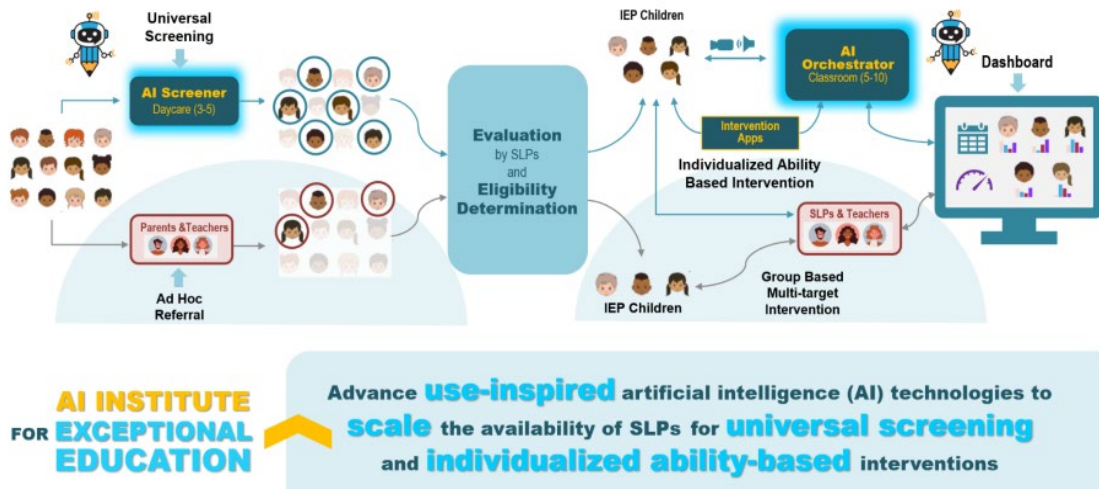 Universal
Screening
AI Screener
Daycare (3-5)
Parents &Teachers
Ad Hoc
Referral
Evaluation
by SLPs
and
Eligibility
Determination
IEP Children
AI
Orchestrator
Classroom (5-10)
Dashboard
Intervention
Apps
Individualized Ability
Based Intervention
SLPs & Teachers
IEP Children
Group Based
Multi-target
Intervention
AI INSTITUTE
FOR EXCEPTIONAL
EDUCATION
Advance use-inspired artificial intelligence (AI) technologies to
scale the availability of SLPs for universal screening
and individualized ability-based interventions